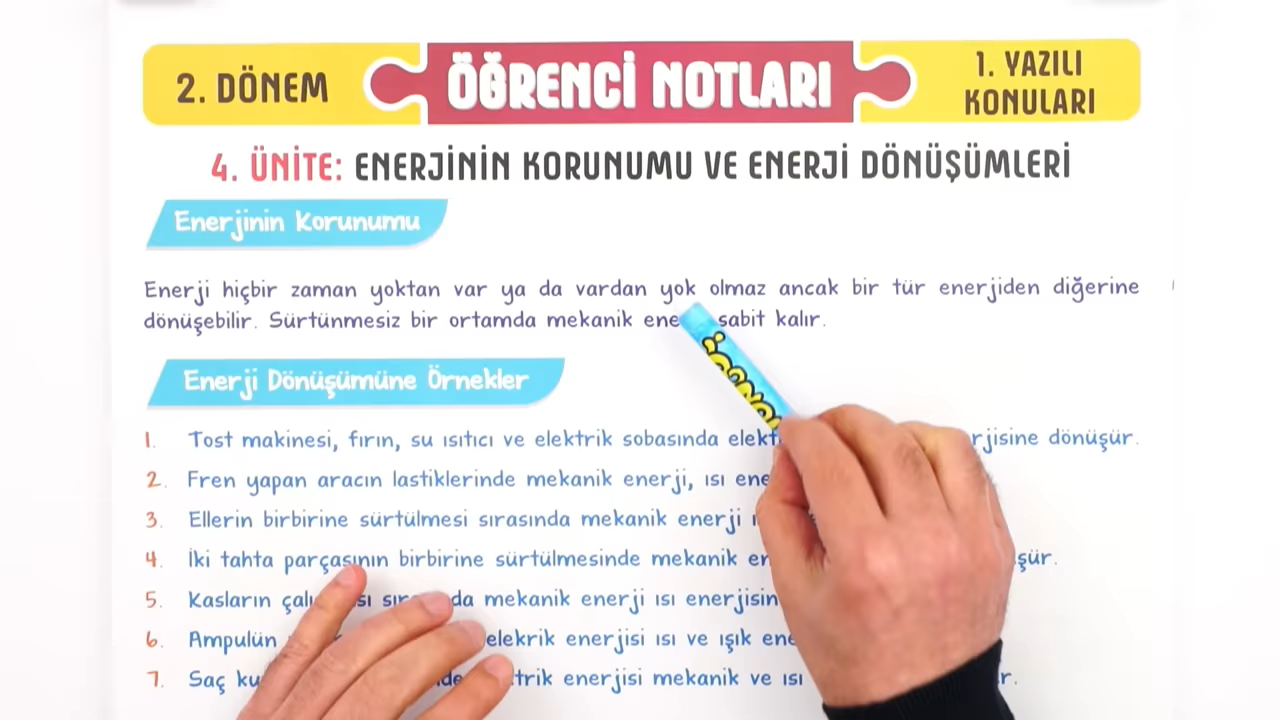 2. DÖNEM
ÖĞRENCİ NOTLARI
1. YAZILI
KONULARI
4. ÜNİTE: ENERJİNİN KORUNUMU VE ENERJİ DÖNÜŞÜMLERİ
Enerjinin Korunumu
Enerji hiçbir zaman yoktan var ya da vardan yok olmaz ancak bir tür enerjiden diğerine
dönüşebilir. Sürtünmesiz bir ortamda mekanik sabit kalır.
Enerji Dönüşümüne Örnekler
1. Tost makinesi, fırın, su ısıtıcı ve elektrik sobasında dönüşür.
2. Fren yapan aracın lastiklerinde mekanik enerji, ısı
3. Ellerin birbirine sürtülmesi sırasında mekanik enerji
4. İki tahta parçasının birbirine sürtülmesinde mekanik
5. Kasların mekanik enerji ısı
6. Ampulün elekrik enerjisi ısı ve ışık
7. Saç enerjisi mekanik ve ısı